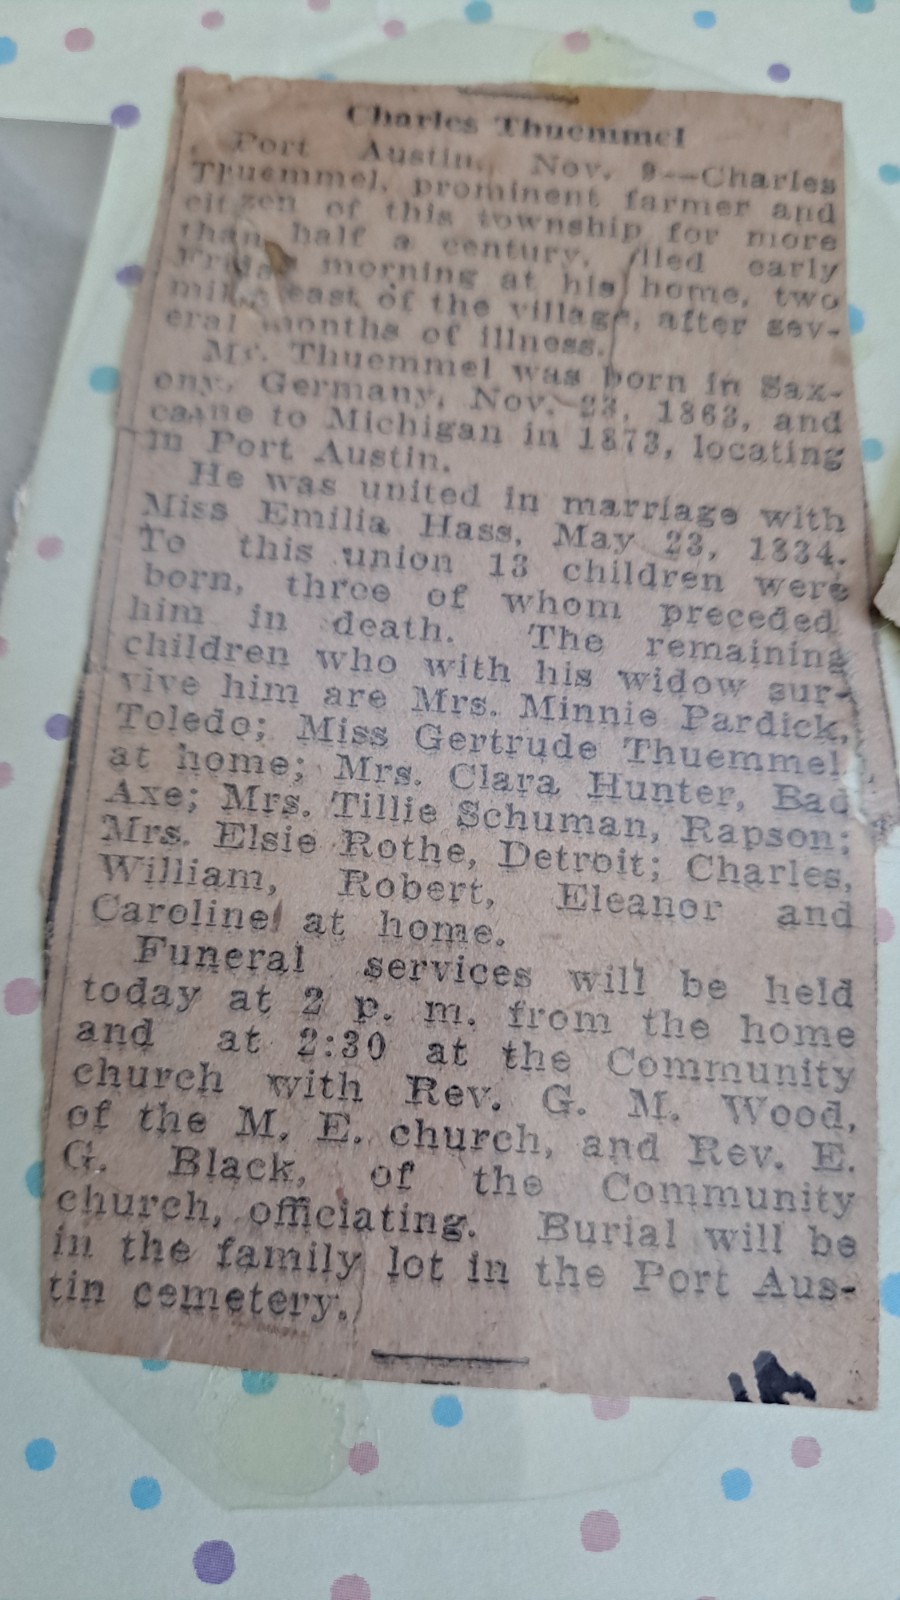 Charles Thuemmel
Port Austin, Nov. 9--Charles
Thuemmel, prominent farmer and
citizen of this township for more
than half a century, died early
Friday morning at his home, two
miles east of the village, after sev-
eral months of illness.
Mr. Thuemmel was born in Sax-
ony, Germany, Nov. 23, 1863, and
came to Michigan in 1873, locating
in Port Austin.
He was united in marriage with
Miss Emilia Hass, May 23, 1884.
To this union 13 children were
born, three of whom preceded
him in death. The remaining
children who with his widow sur-
vive him are Mrs. Minnie Pardick,
Toledo; Miss Gertrude Thuemmel,
at home; Mrs. Clara Hunter, Bad
Axe; Mrs. Tillie Schuman, Rapson;
Mrs. Elsie Rothe, Detroit; Charles,
William, Robert, Eleanor and
Caroline at home.
Funeral services will be held
today at 2 p. m. from the home
and at 2:30 at the Community
church with Rev. G. M. Wood,
of the M. E. church, and Rev. E.
G. Black, of the Community
church, officiating. Burial will be
in the family lot in the Port Aus-
tin cemetery.